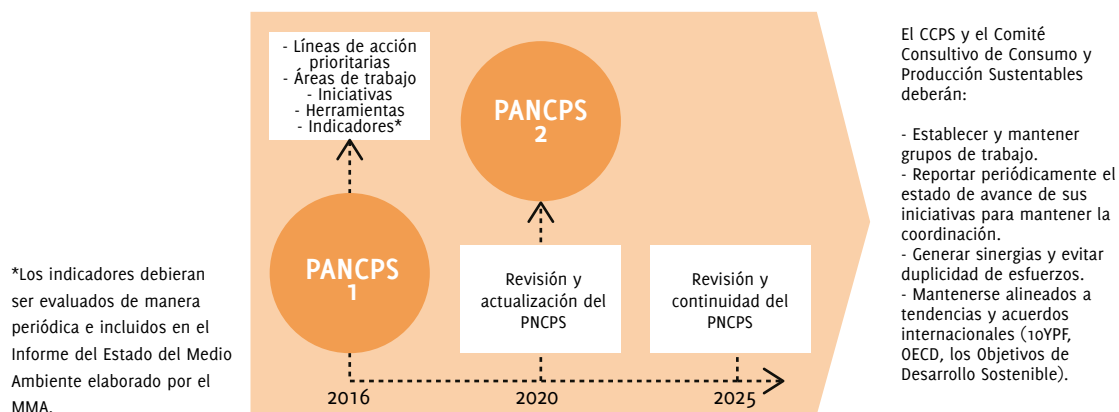 - Líneas de acción
prioritarias
- Áreas de trabajo
- Iniciativas
- Herramientas
- Indicadores*
PANCPS
1
PANCPS
2
Revisión y
actualización del
PNCPS
Revisión y
continuidad del
PNCPS
2016
2020
2025
*Los indicadores debieran
ser evaluados de manera
periódica e incluidos en el
Informe del Estado del Medio
Ambiente elaborado por el
MMA.
El CCPS y el Comité
Consultivo de Consumo y
Producción Sustentables
deberán:
- Establecer y mantener
grupos de trabajo.
- Reportar periódicamente el
estado de avance de sus
iniciativas para mantener la
coordinación.
- Generar sinergias y evitar
duplicidad de esfuerzos.
- Mantenerse alineados a
tendencias y acuerdos
internacionales (10YPF,
OECD, los Objetivos de
Desarrollo Sostenible).